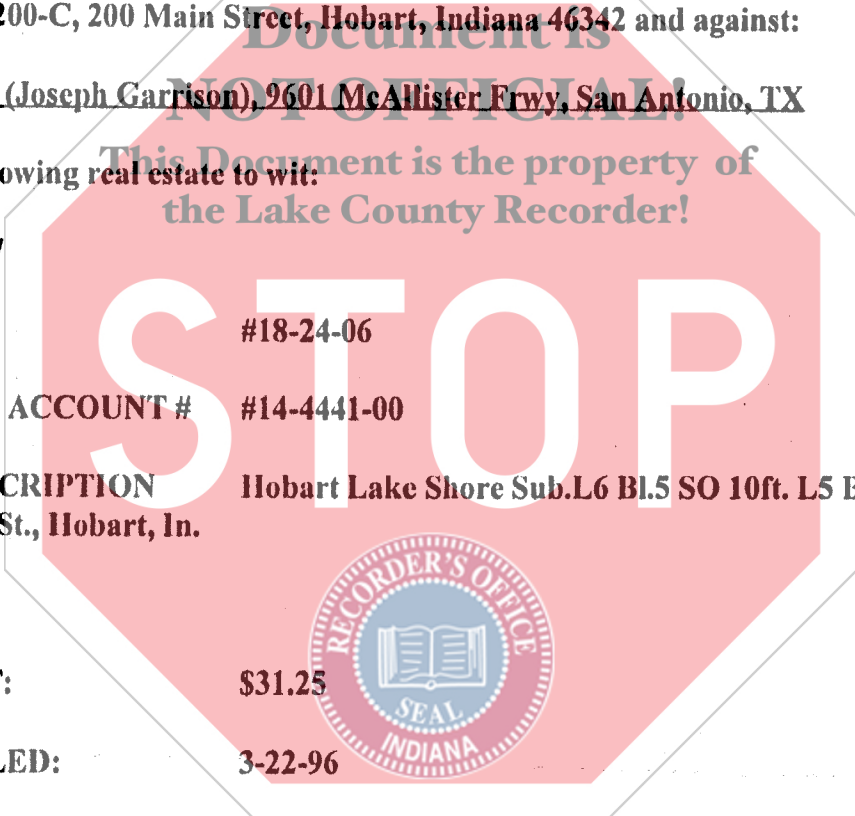 200-C, 200 Main Street, Hobart, Indiana 46342 and against:
Document is
NOT OFFICIAL!
(Joseph Garrison), 9601 McAllister Frwy, San Antonio, TX
This Document is the property of
owing real estate to wit:
the Lake County Recorder!
STOP
#18-24-06
ACCOUNT # #14-4441-00
CRIPTION Hobart Lake Shore Sub.L6 Bl.5 SO 10ft. L5
St., Hobart, In.
RECORDER'S OFFICE
SEAL
INDIANA
$31.25
LED: 3-22-96